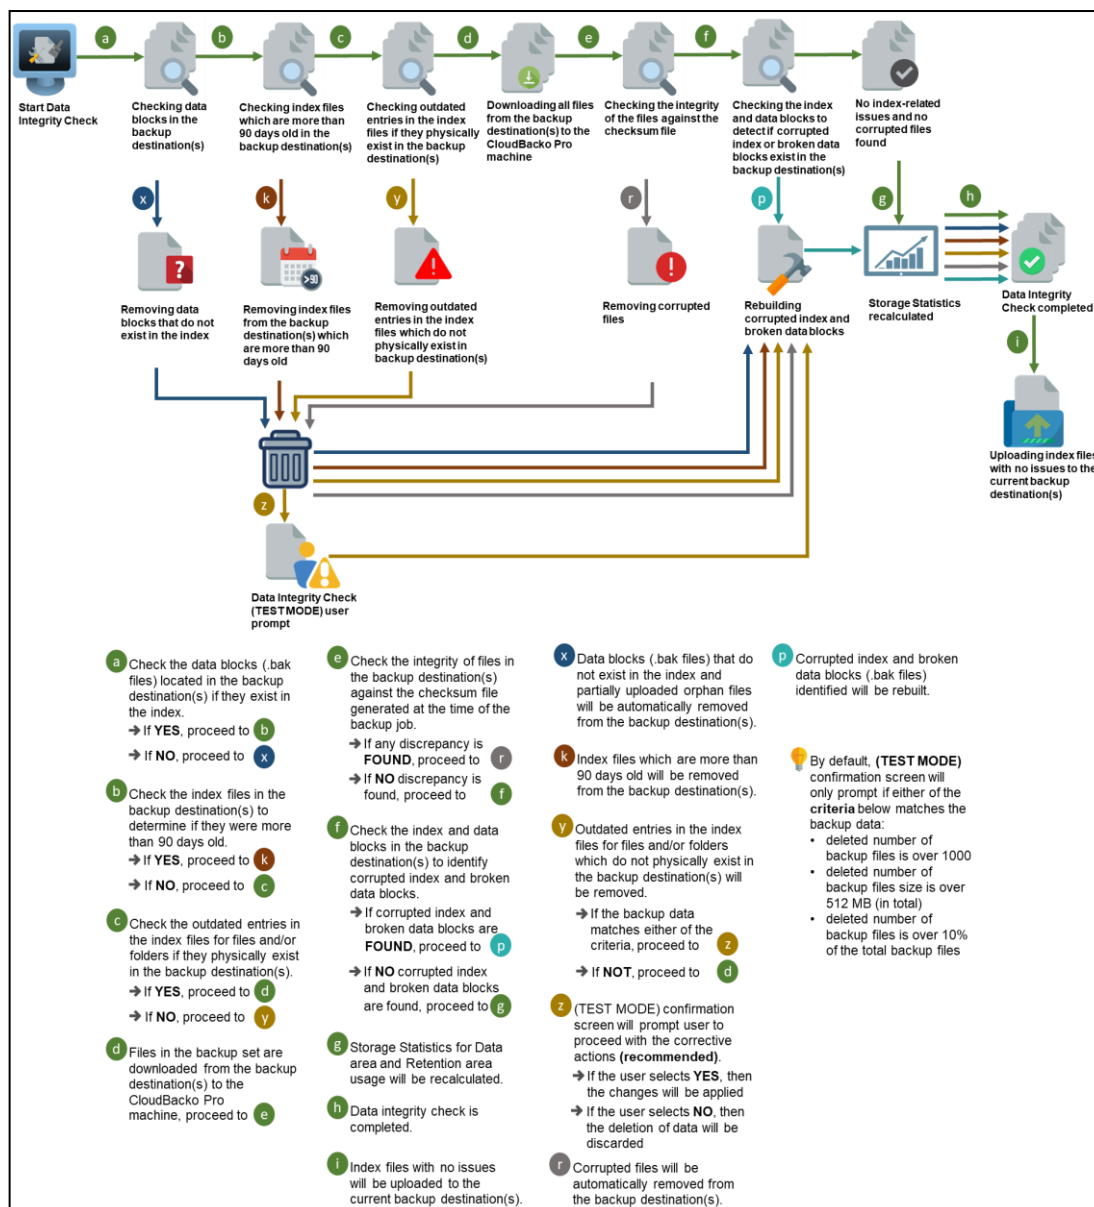 a
b
c
d
e
f
Start Data
Integrity Check
Checking data
blocks in the
backup
destination(s)
Checking index files
which are more than
90 days old in the
backup destination(s)
Checking outdated
entries in the index
files if they physically
exist in the backup
destination(s)
Downloading all files
from the backup
destination(s) to the
CloudBacko Pro
machine
Checking the integrity
of the files against the
checksum file
Checking the index
and data blocks to
detect if corrupted
index or broken data
blocks exist in the
backup destination(s)
No index-related
issues and no
corrupted files
found
x
k
y
r
p
g
h
?
>90
!
!
Removing data
blocks that do not
exist in the index
Removing index files
from the backup
destination(s) which
are more than 90
days old
Removing outdated
entries in the index
files which do not
physically exist in
backup destination(s)
Removing corrupted
files
Rebuilding
corrupted index and
broken data blocks
Storage Statistics
recalculated
Data Integrity
Check completed
i
Uploading index files
with no issues to the
current backup
destination(s)
z
!
Data Integrity Check
(TEST MODE) user
prompt
a Check the data blocks (.bak
files) located in the backup
destination(s) if they exist in
the index.
➔ If YES, proceed to b
➔ If NO, proceed to x
b Check the index files in the
backup destination(s) to
determine if they were more
than 90 days old.
➔ If YES, proceed to k
➔ If NO, proceed to c
c Check the outdated entries in
the index files for files and/or
folders if they physically exist
in the backup destination(s).
➔ If YES, proceed to d
➔ If NO, proceed to y
d Files in the backup set are
downloaded from the backup
destination(s) to the
CloudBacko Pro
machine, proceed to e
e Check the integrity of files in
the backup destination(s)
against the checksum file
generated at the time of the
backup job.
➔ If any discrepancy is
FOUND, proceed to r
➔ If NO discrepancy is
found, proceed to f
f Check the index and data
blocks in the backup
destination(s) to identify
corrupted index and broken
data blocks.
➔ If corrupted index and
broken data blocks are
FOUND, proceed to p
➔ If NO corrupted index
and broken data blocks
are found, proceed to g
g Storage Statistics for Data
area and Retention area
usage will be recalculated.
h Data integrity check is
completed.
i Index files with no issues
will be uploaded to the
current backup destination(s).
x Data blocks (.bak files) that do
not exist in the index and
partially uploaded orphan files
will be automatically removed
from the backup destination(s).
k Index files which are more than
90 days old will be removed
from the backup destination(s).
y Outdated entries in the index
files for files and/or folders
which do not physically exist in
the backup destination(s) will
be removed.
➔ If the backup data
matches either of the
criteria, proceed to z
➔ If NOT, proceed to d
z (TEST MODE) confirmation
screen will prompt user to
proceed with the corrective
actions (recommended).
➔ If the user selects YES, then
the changes will be applied
➔ If the user selects NO, then
the deletion of data will be
discarded
r Corrupted files will be
automatically removed from
the backup destination(s).
p Corrupted index and broken
data blocks (.bak files)
identified will be rebuilt.
By default, (TEST MODE)
confirmation screen will
only prompt if either of the
criteria below matches the
backup data:
• deleted number of
backup files is over 1000
• deleted number of
backup files size is over
512 MB (in total)
• deleted number of
backup files is over 10%
of the total backup files